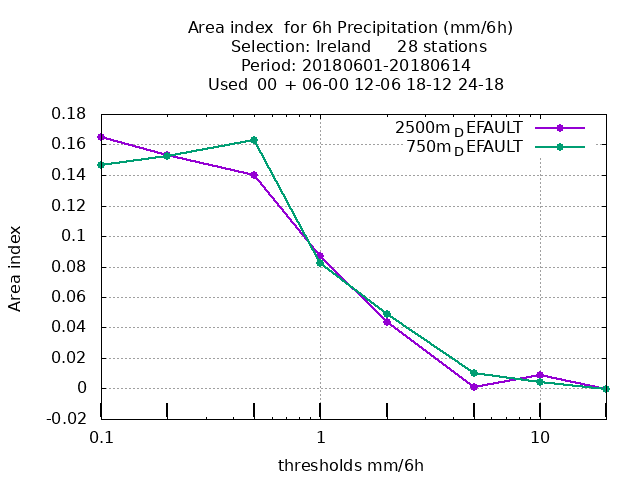 Area index  for 6h Precipitation (mm/6h)
Selection: Ireland     28 stations
Period: 20180601-20180614
Used  00 + 06-00 12-06 18-12 24-18
2500m_DEFAULT
750m_DEFAULT
0.18
0.16
0.14
0.12
0.1
0.08
0.06
0.04
0.02
0
-0.02
Area index
0.1
1
10
thresholds mm/6h